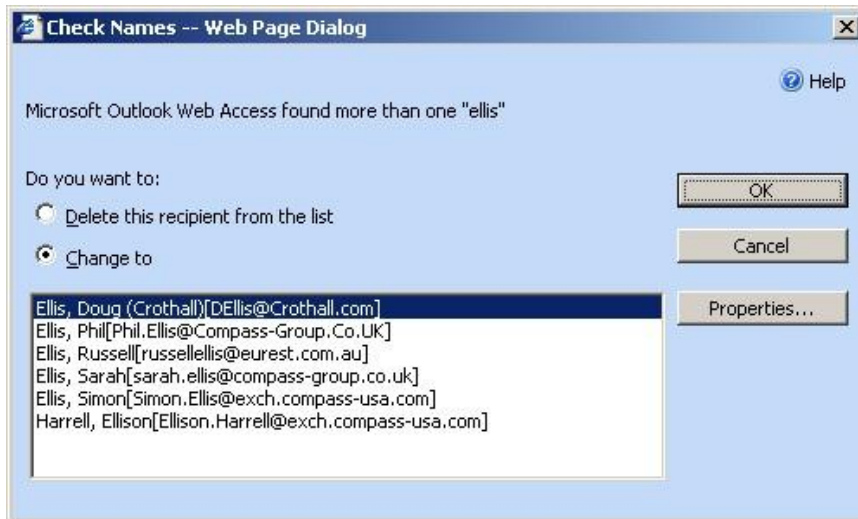 Check Names -- Web Page Dialog
Help
Microsoft Outlook Web Access found more than one "ellis"
Do you want to:
Delete this recipient from the list
Change to
OK
Cancel
Ellis, Doug (Crothall)[DEllis@Crothall.com]
Ellis, Phil[Phil.Ellis@Compass-Group.Co.UK]
Ellis, Russell[russellellis@eurest.com.au]
Ellis, Sarah[sarah.ellis@compass-group.co.uk]
Ellis, Simon[Simon.Ellis@exch.compass-usa.com]
Harrell, Ellison[Ellison.Harrell@exch.compass-usa.com]
Properties...